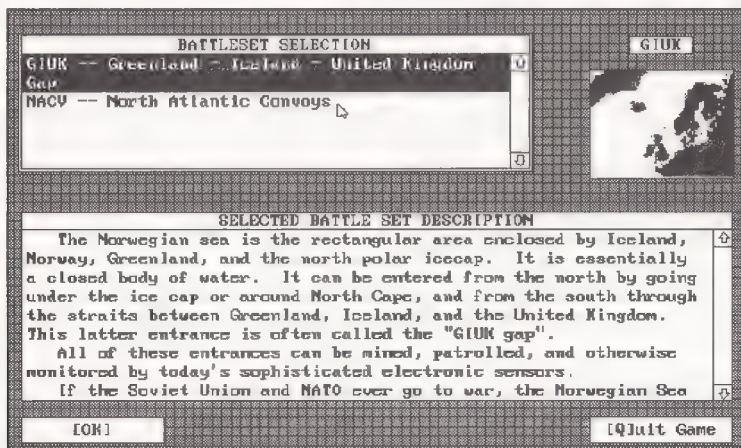 BATTLESET SELECTION
GIUK
GIUK -- Greenland - Iceland - United Kingdom
Gap
NACV -- North Atlantic Convoys
SELECTED BATTLE SET DESCRIPTION
The Norwegian sea is the rectangular area enclosed by Iceland,
Norway, Greenland, and the north polar icecap. It is essentially
a closed body of water. It can be entered from the north by going
under the ice cap or around North Cape, and from the south through
the straits between Greenland, Iceland, and the United Kingdom.
This latter entrance is often called the "GIUK gap".
All of these entrances can be mined, patrolled, and otherwise
monitored by today's sophisticated electronic sensors.
If the Soviet Union and NATO ever go to war, the Norwegian Sea
[OK]
[Q]uit Game